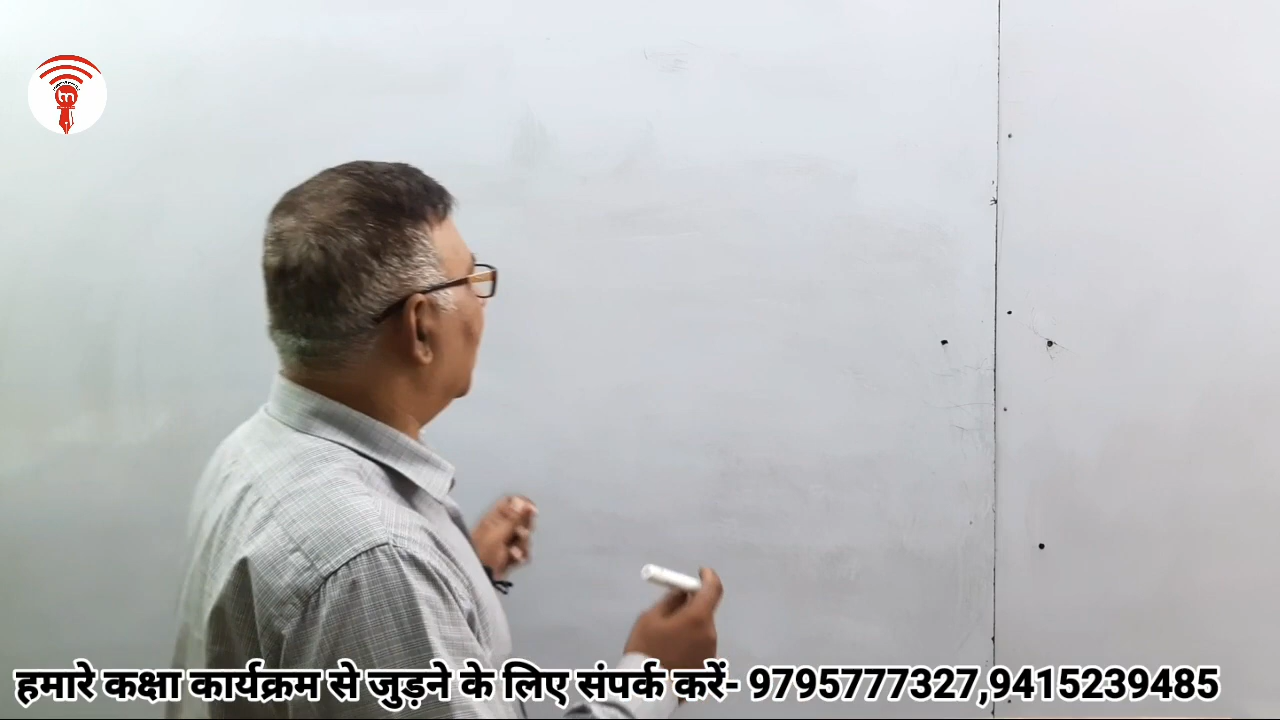 हमारे कक्षा कार्यक्रम से जुड़ने के लिए संपर्क करें- 9795777327,9415239485